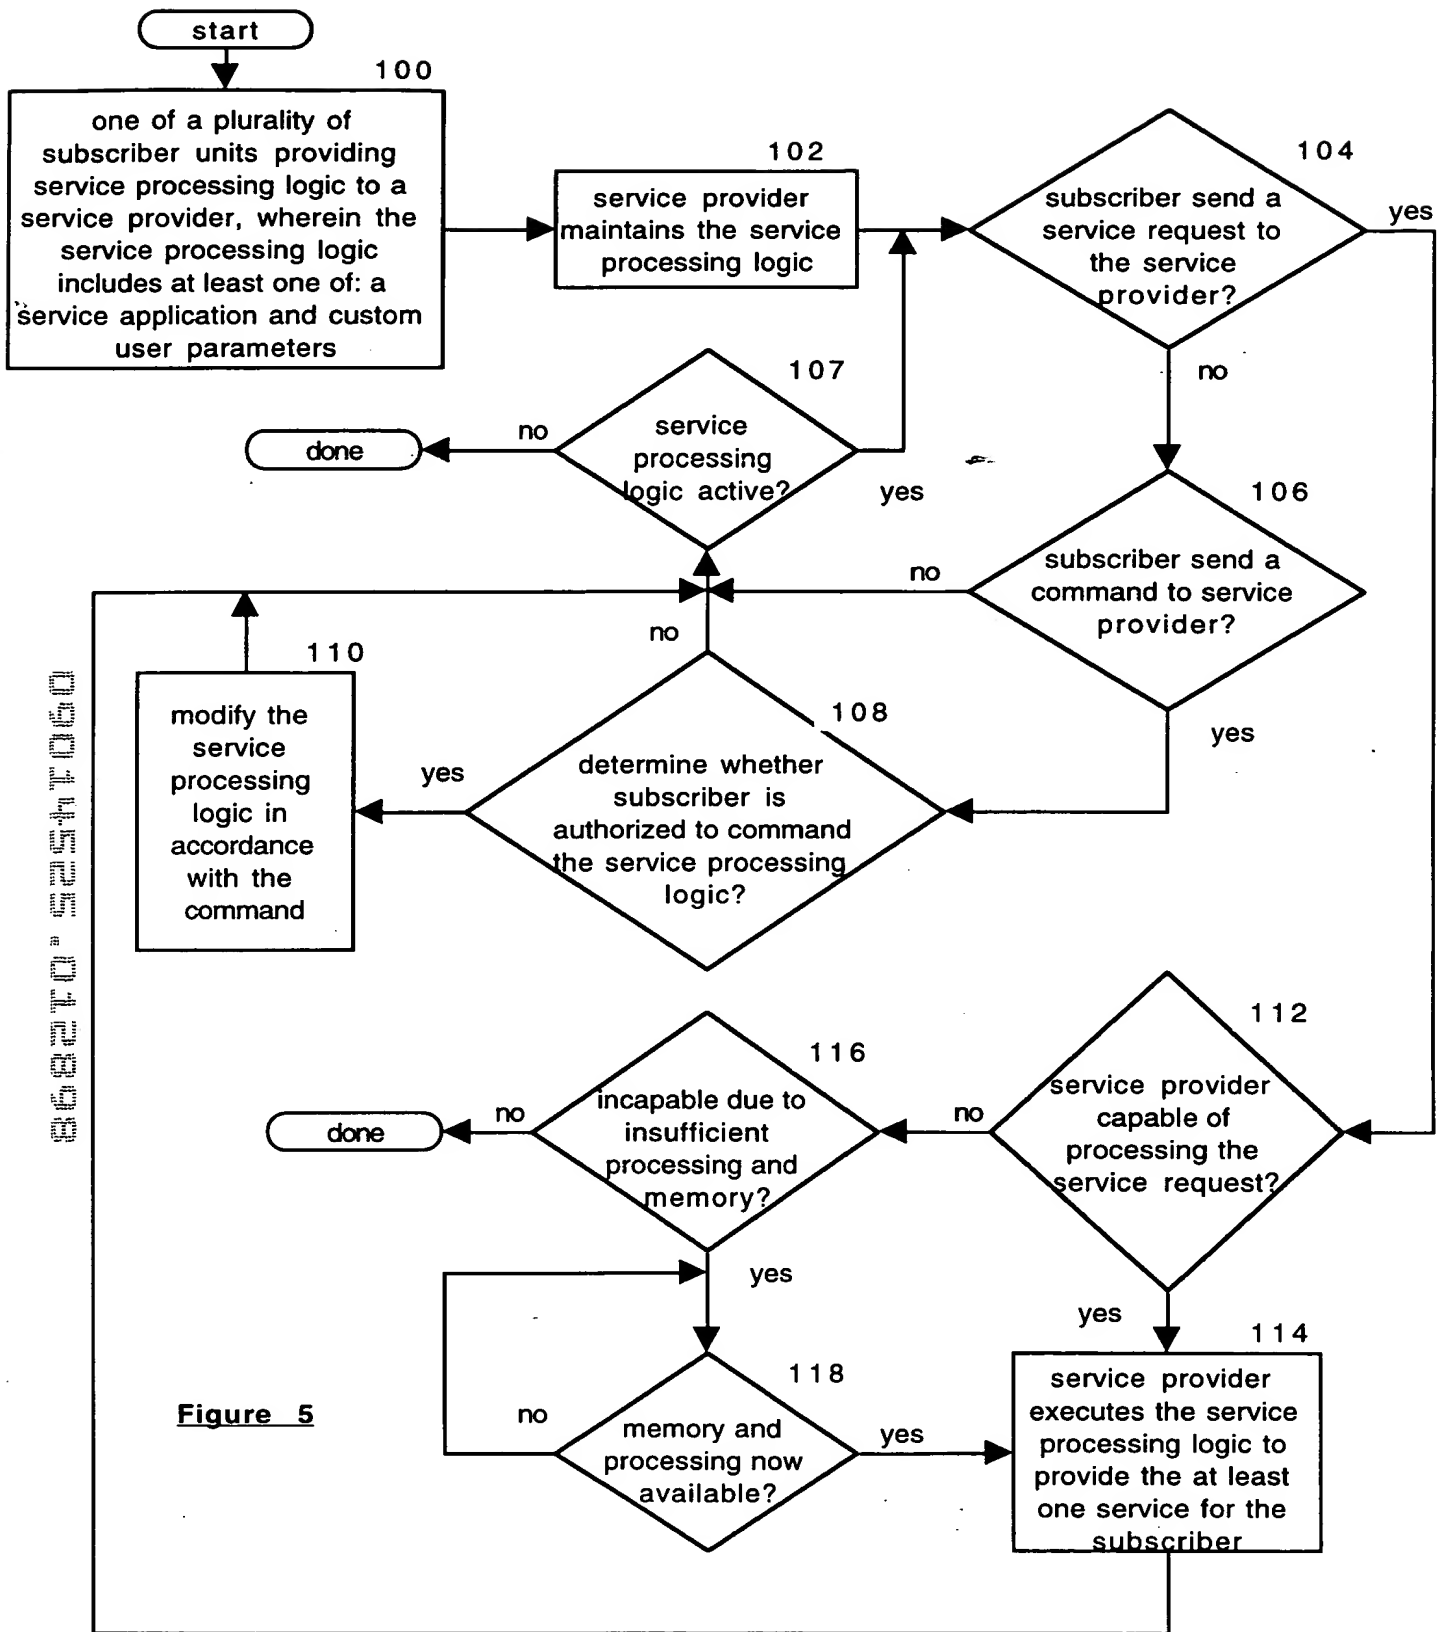 start
100
one of a plurality of
subscriber units providing
service processing logic to a
service provider, wherein the
service processing logic
includes at least one of: a
service application and custom
user parameters
102
service provider
maintains the service
processing logic
104
subscriber send a
service request to
the service
provider?
yes
no
107
service
processing
logic active?
no
yes
done
106
subscriber send a
command to service
provider?
no
yes
108
determine whether
subscriber is
authorized to command
the service processing
logic?
no
yes
110
modify the
service
processing
logic in
accordance
with the
command
09014525.012898
112
service provider
capable of
processing the
service request?
no
yes
116
incapable due to
insufficient
processing and
memory?
no
yes
done
118
memory and
processing now
available?
no
yes
114
service provider
executes the service
processing logic to
provide the at least
one service for the
subscriber
Figure 5